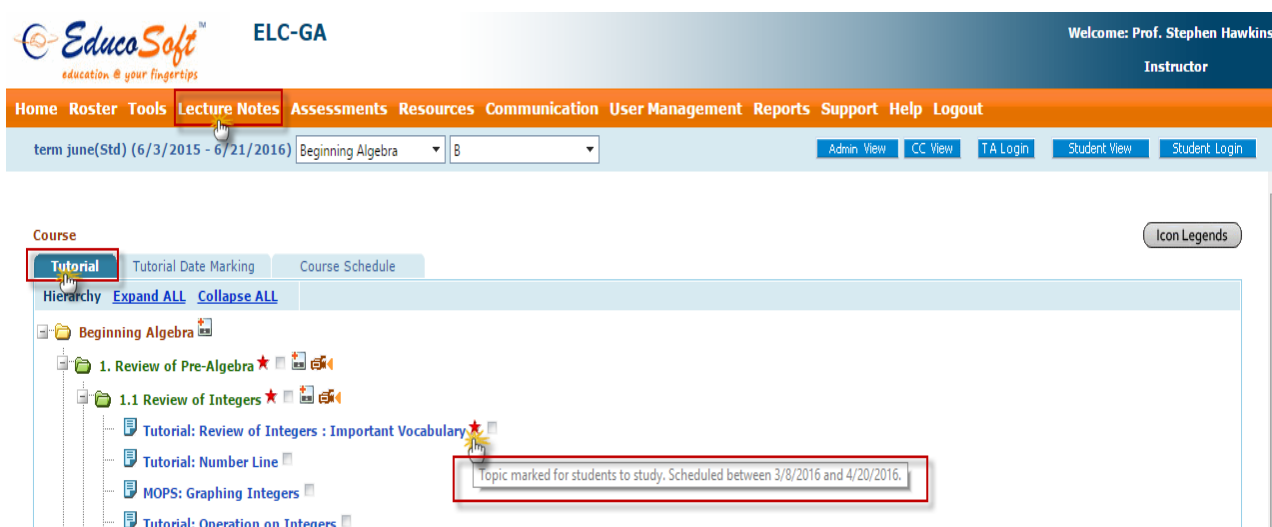 EducoSoft™
education @ your fingertips
ELC-GA
Welcome: Prof. Stephen Hawkins
Instructor
Home Roster Tools Lecture Notes Assessments Resources Communication User Management Reports Support Help Logout
term june(Std) (6/3/2015 - 6/21/2016) Beginning Algebra B Admin View CC View TA Login Student View Student Login
Course
Icon Legends
Tutorial Tutorial Date Marking Course Schedule
Hierarchy Expand ALL Collapse ALL
Beginning Algebra
1. Review of Pre-Algebra
1.1 Review of Integers
Tutorial: Review of Integers : Important Vocabulary
Tutorial: Number Line
Topic marked for students to study. Scheduled between 3/8/2016 and 4/20/2016.
MOPS: Graphing Integers
Tutorial: Operation on Integers